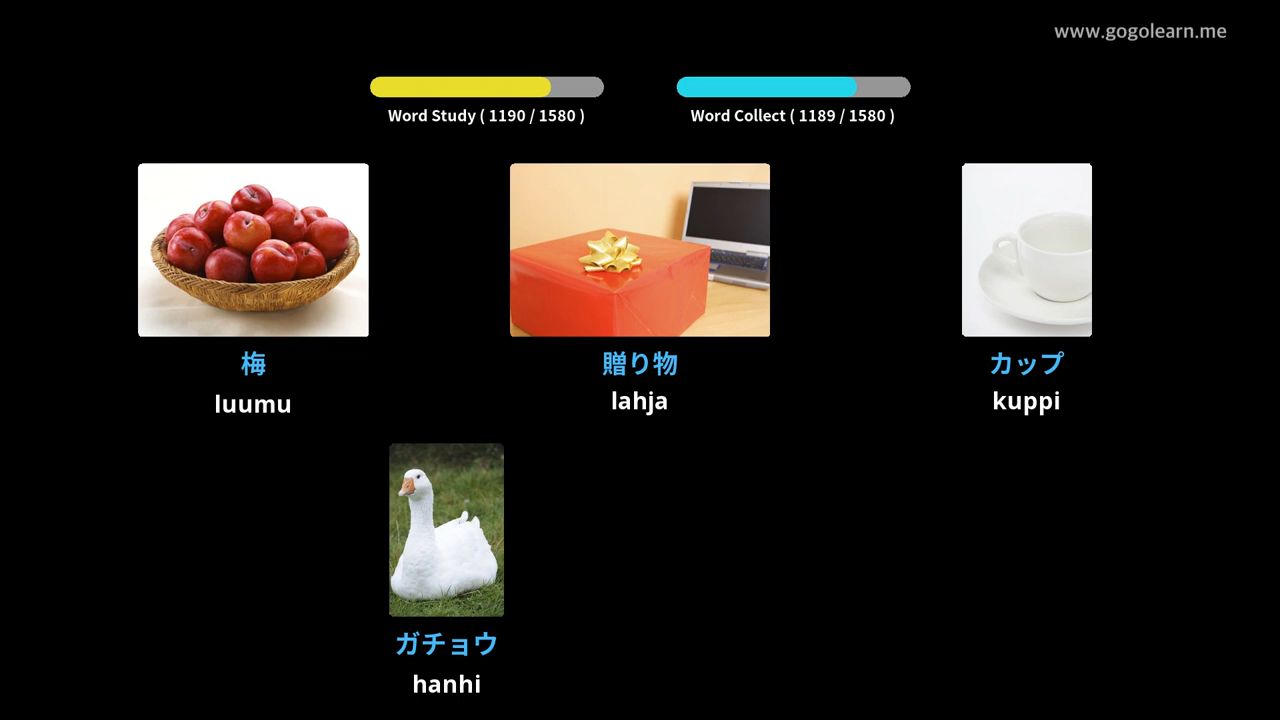 www.gogolearn.me
Word Study ( 1190 / 1580 )
Word Collect ( 1189 / 1580 )
梅
luumu
贈り物
lahja
カップ
kuppi
ガチョウ
hanhi